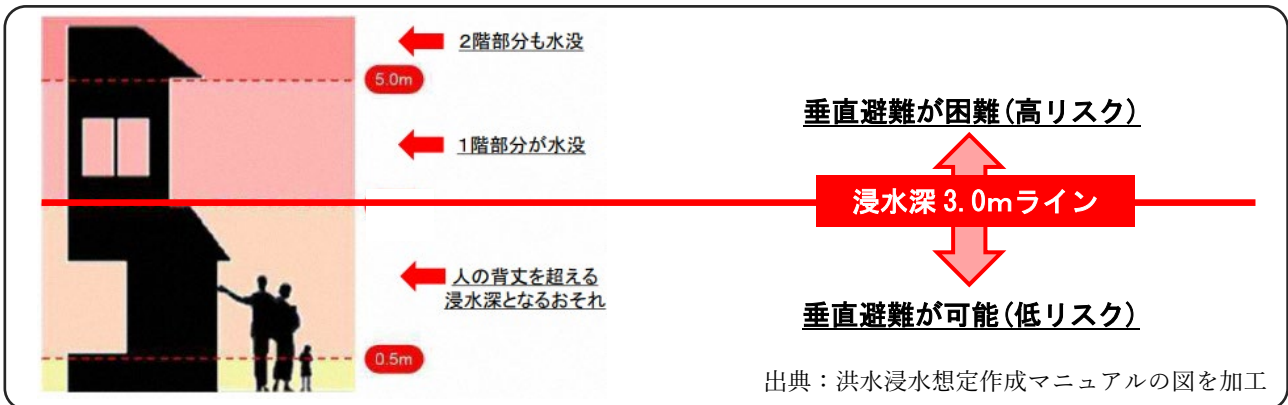 2階部分も水没
5.0m
1階部分が水没
垂直避難が困難(高リスク)
浸水深3.0mライン
人の背丈を超える
浸水深となるおそれ
垂直避難が可能(低リスク)
0.5m
出典：洪水浸水想定作成マニュアルの図を加工